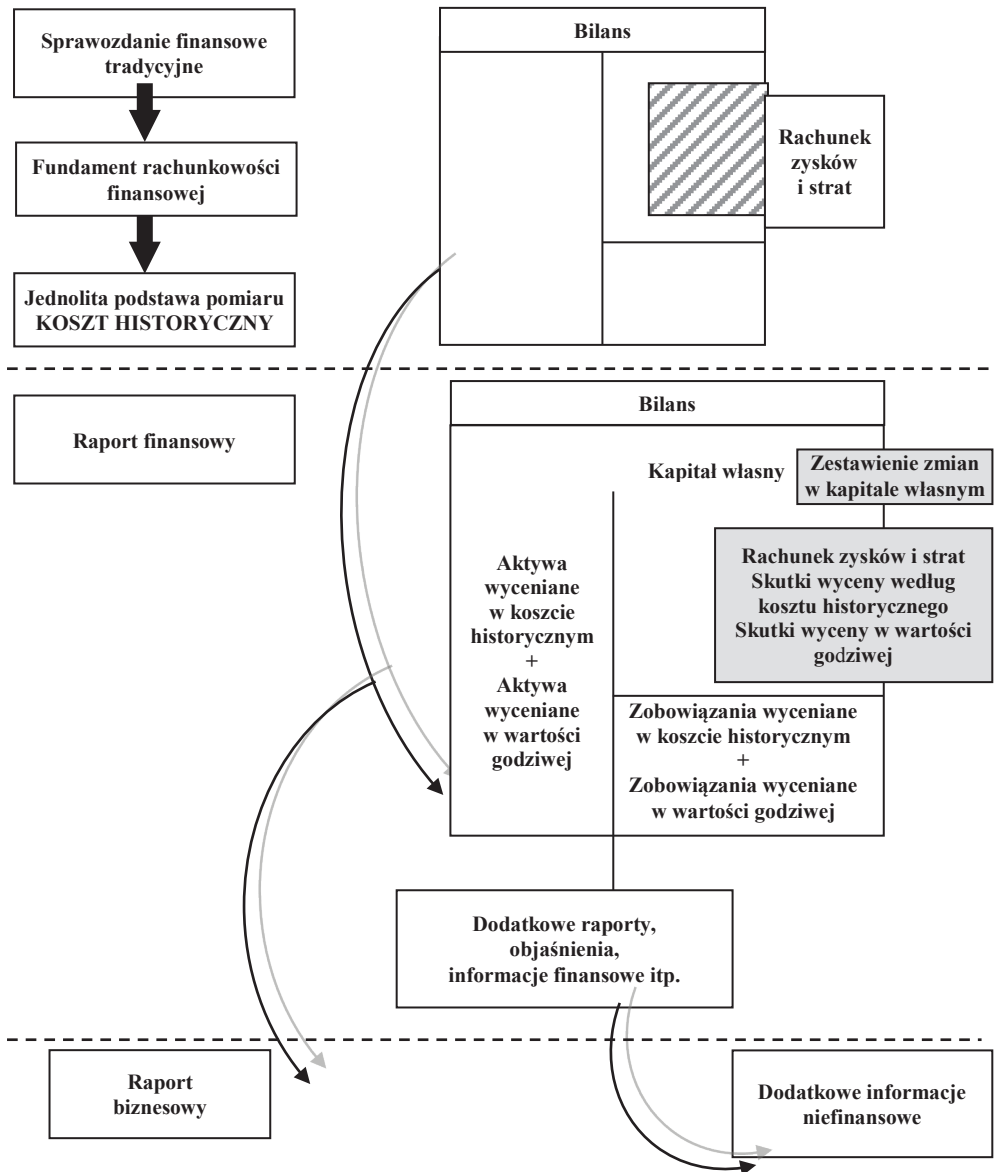 Sprawozdanie finansowe
tradycyjne
Fundament rachunkowości
finansowej
Jednolita podstawa pomiaru
KOSZT HISTORYCZNY
Bilans
Rachunek
zysków
i strat
Raport finansowy
Bilans
Kapitał własny
Zestawienie zmian
w kapitale własnym
Rachunek zysków i strat
Skutki wyceny według
kosztu historycznego
Skutki wyceny w wartości
godziwej
Aktywa
wyceniane
w koszcie
historycznym
+
Aktywa
wyceniane
w wartości
godziwej
Zobowiązania wyceniane
w koszcie historycznym
+
Zobowiązania wyceniane
w wartości godziwej
Dodatkowe raporty,
objaśnienia,
informacje finansowe itp.
Raport
biznesowy
Dodatkowe informacje
niefinansowe